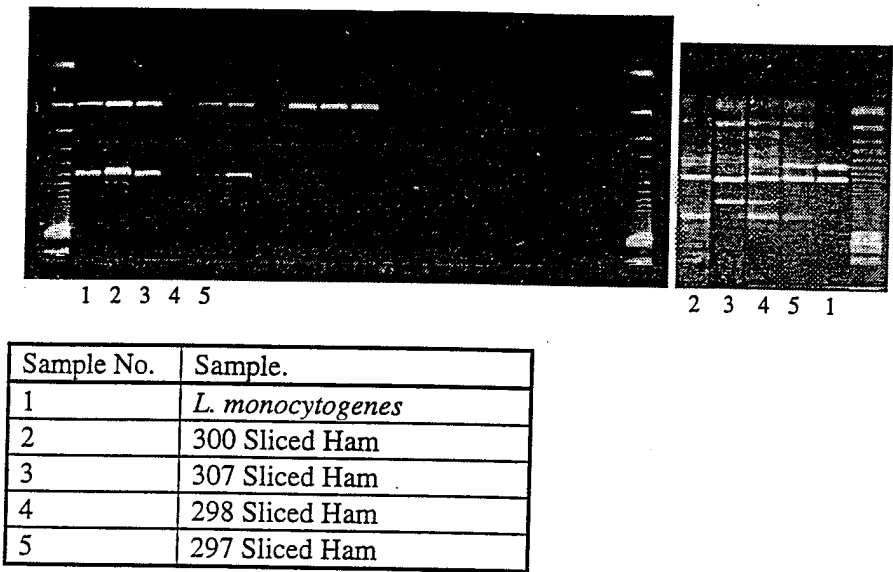 1 2 3 4 5
2 3 4 5 1
Sample No. Sample.
1 L. monocytogenes
2 300 Sliced Ham
3 307 Sliced Ham
4 298 Sliced Ham
5 297 Sliced Ham